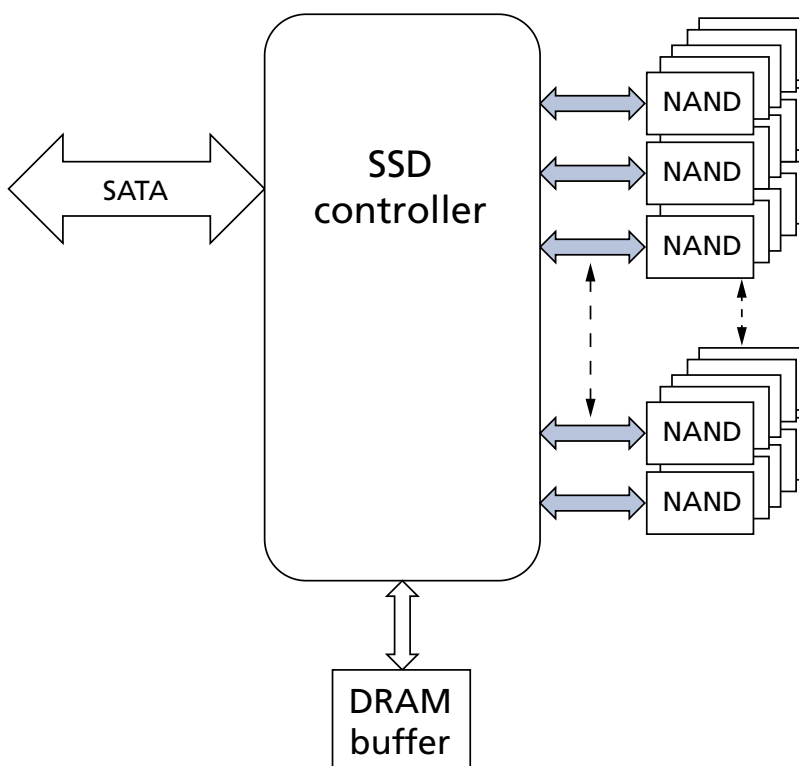 NAND
NAND
NAND
SSD
controller
SATA
NAND
NAND
DRAM
buffer